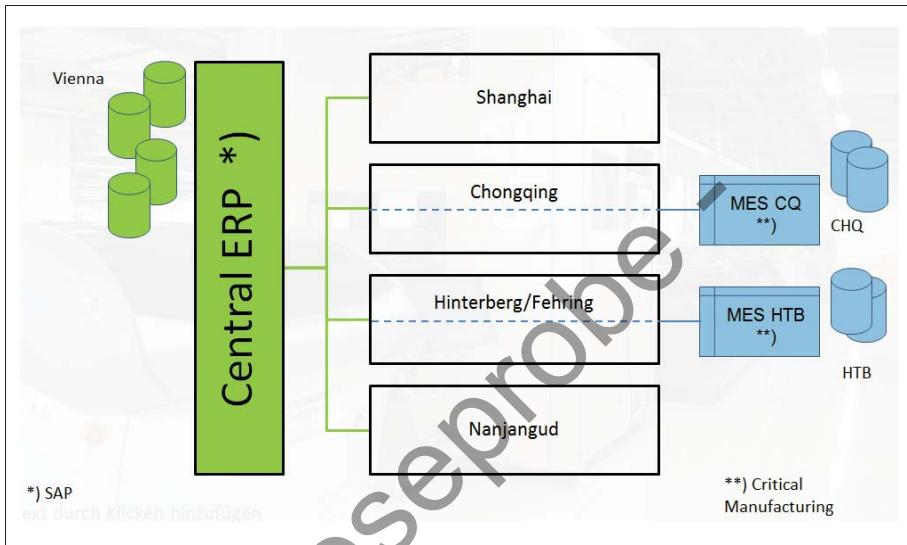 Vienna
Central ERP *)
Shanghai
Chongqing
MES CQ
**)
CHQ
Hinterberg/Fehring
MES HTB
**)
HTB
Nanjangud
*) SAP
**) Critical
Manufacturing
ext durch Klicken hinzufügen
eseprobe -